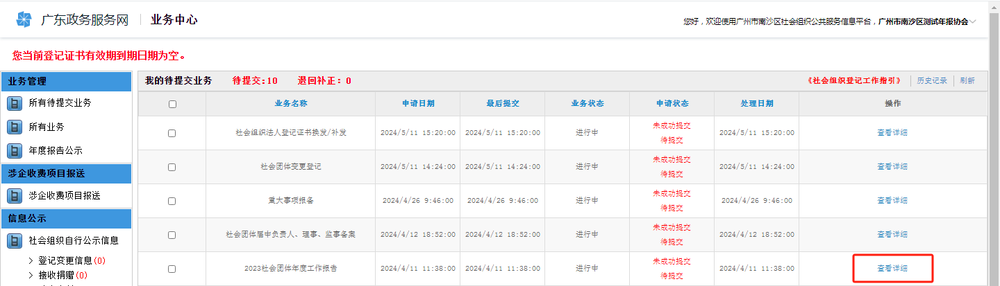 广东政务服务网 业务中心
您好，欢迎使用广州市南沙区社会组织公共服务信息平台，广州市南沙区测试年报协会
您当前登记证书有效期到期日期为空。
业务管理
所有待提交业务
所有业务
年度报告公示
涉企收费项目报送
涉企收费项目报送
信息公示
社会组织自行公示信息
> 登记变更信息(0)
> 接收捐赠(0)
我的待提交业务 待提交:10 退回补正：0 《社会组织登记工作指引》 历史记录 刷新
业务名称 申请日期 最后提交 业务状态 申请状态 处理日期 操作
社会组织法人登记证书换发/补发 2024/5/11 15:20:00 2024/5/11 15:20:00 进行中 未成功提交 待提交 2024/5/11 15:20:00 查看详细
社会团体变更登记 2024/5/11 14:24:00 2024/5/11 14:24:00 进行中 未成功提交 待提交 2024/5/11 14:24:00 查看详细
重大事项报备 2024/4/26 9:46:00 2024/4/26 9:46:00 进行中 未成功提交 待提交 2024/4/26 9:46:00 查看详细
社会团体届中负责人、理事、监事备案 2024/4/12 18:52:00 2024/4/12 18:52:00 进行中 未成功提交 待提交 2024/4/12 18:52:00 查看详细
2023社会团体年度工作报告 2024/4/11 11:38:00 2024/4/11 11:38:00 进行中 未成功提交 待提交 2024/4/11 11:38:00 查看详细